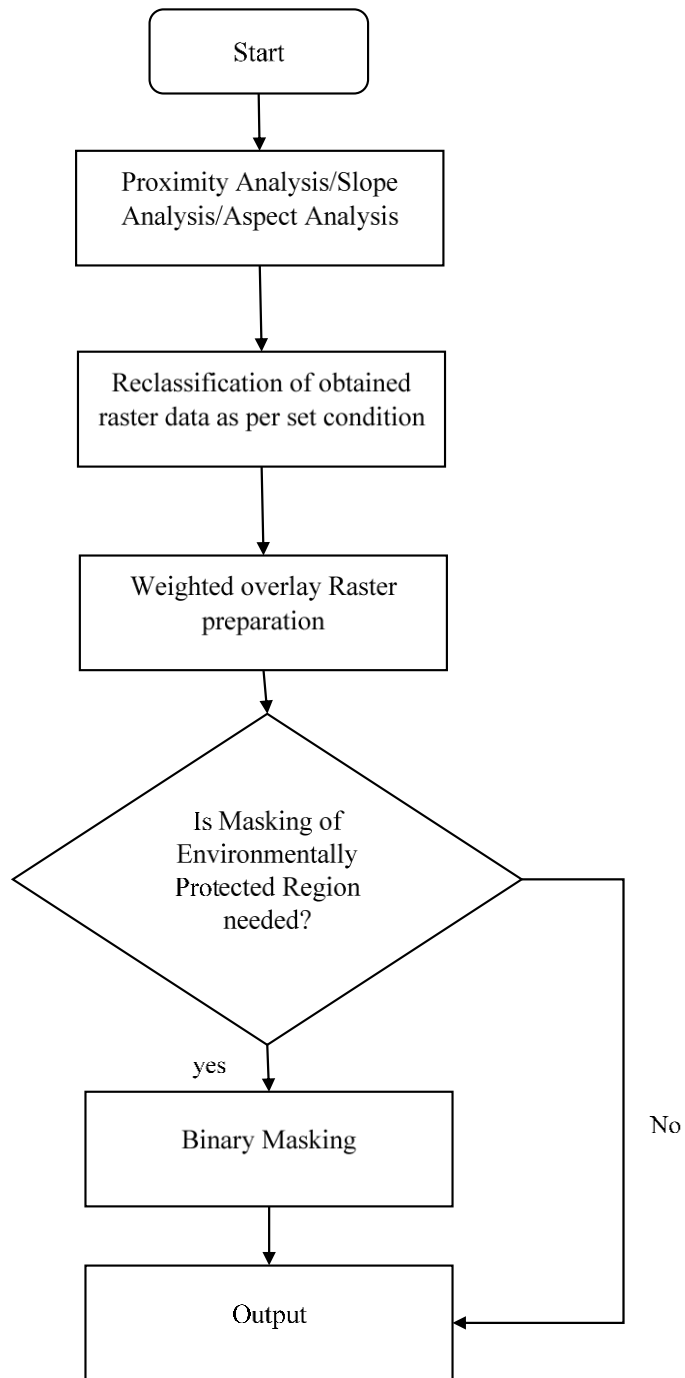 Start
Proximity Analysis/Slope
Analysis/Aspect Analysis
Reclassification of obtained
raster data as per set condition
Weighted overlay Raster
preparation
Is Masking of
Environmentally
Protected Region
needed?
yes
Binary Masking
No
Output